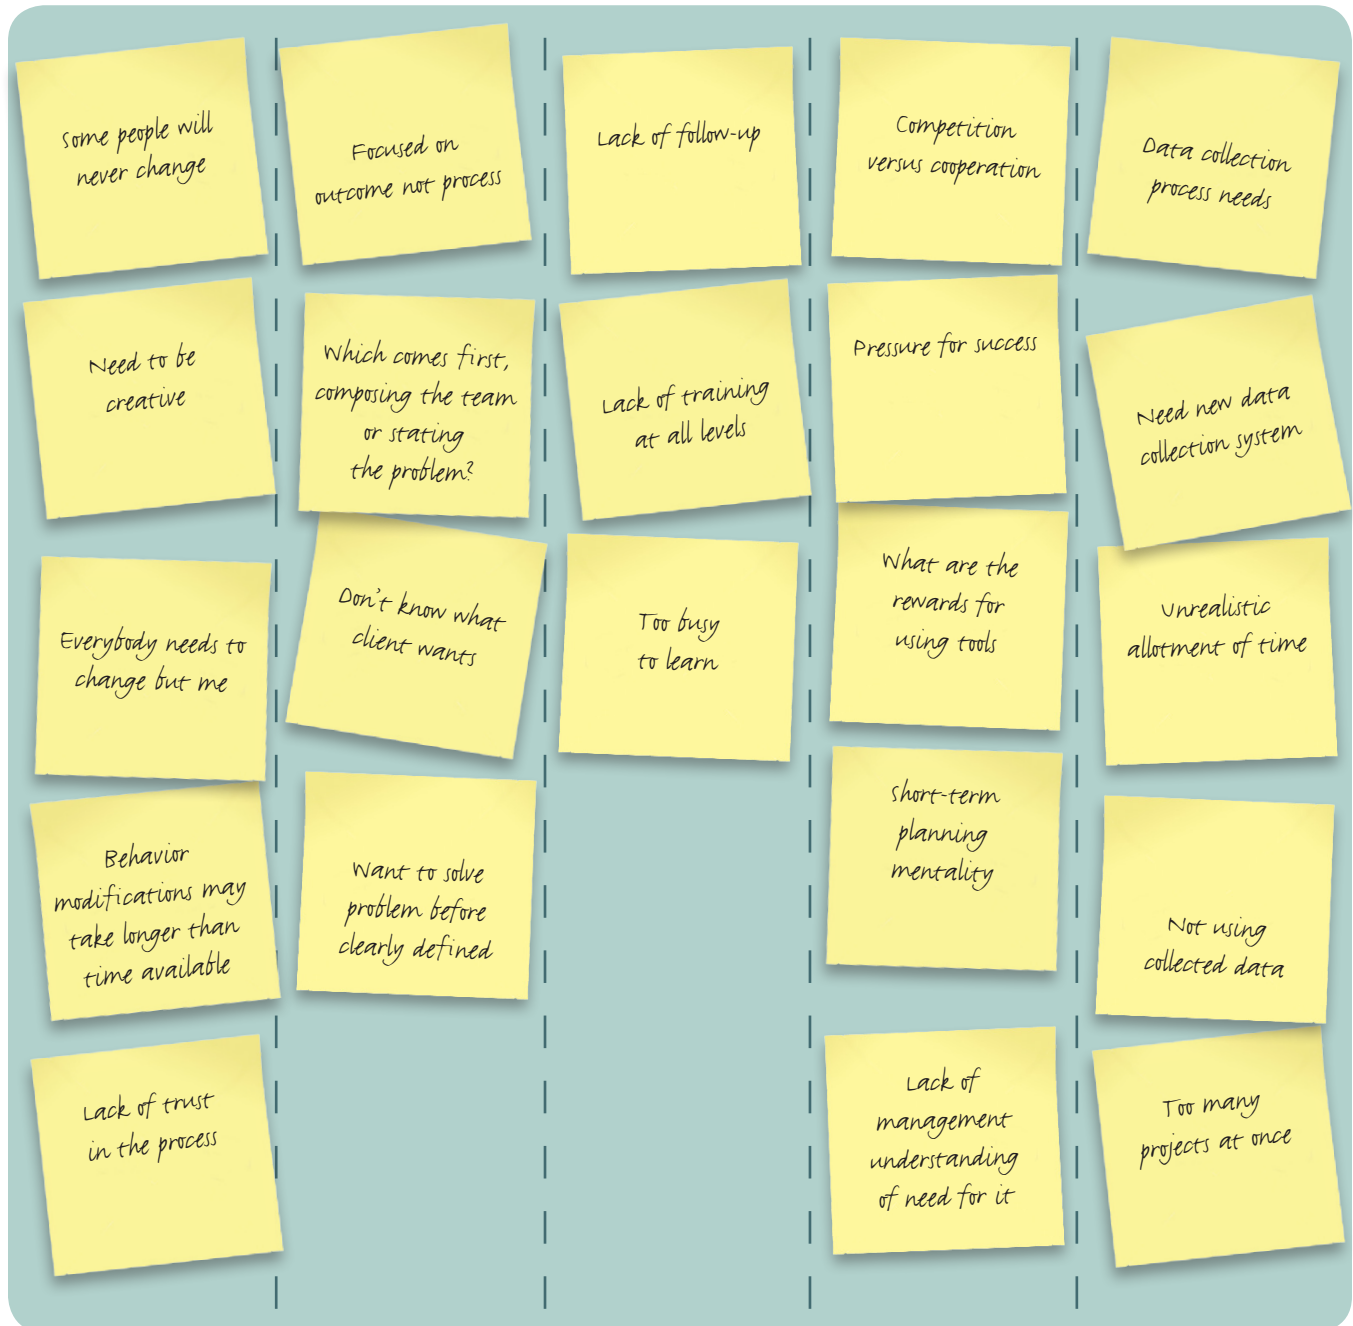 Some people will
never change
Need to be
creative
Everybody needs to
change but me
Behavior
modifications may
take longer than
time available
Lack of trust
in the process
Focused on
outcome not process
Which comes first,
composing the team
or stating
the problem?
Don't know what
client wants
Want to solve
problem before
clearly defined
Lack of follow-up
Lack of training
at all levels
Too busy
to learn
Competition
versus cooperation
Pressure for success
What are the
rewards for
using tools
Short-term
planning
mentality
Lack of
management
understanding
of need for it
Data collection
process needs
Need new data
collection system
Unrealistic
allotment of time
Not using
collected data
Too many
projects at once